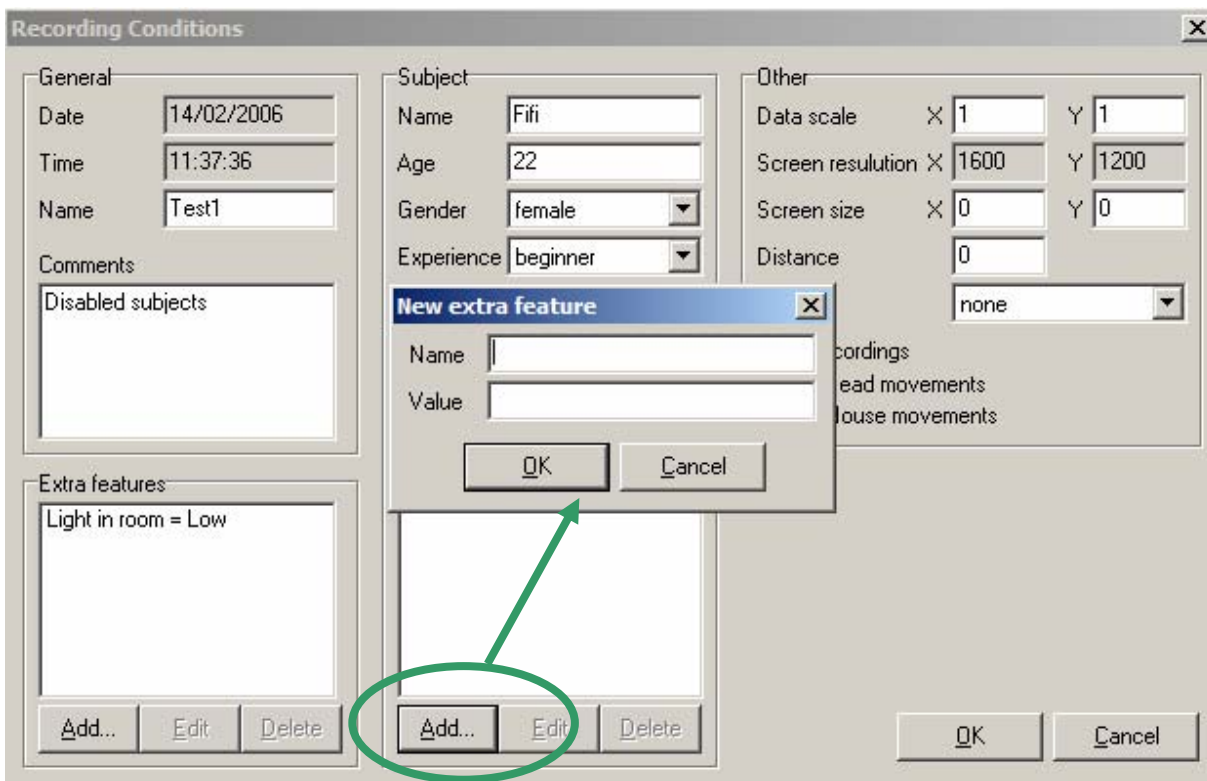 Recording Conditions
General
Date 14/02/2006
Time 11:37:36
Name Test1
Comments
Disabled subjects
Extra features
Light in room = Low
Add... Edit Delete
Subject
Name Fifi
Age 22
Gender female
Experience beginner
New extra feature
Name
Value
OK Cancel
Add... Edit Delete
Other
Data scale X 1 Y 1
Screen resulution X 1600 Y 1200
Screen size X 0 Y 0
Distance 0
none
cordings
ead movements
ouse movements
OK Cancel